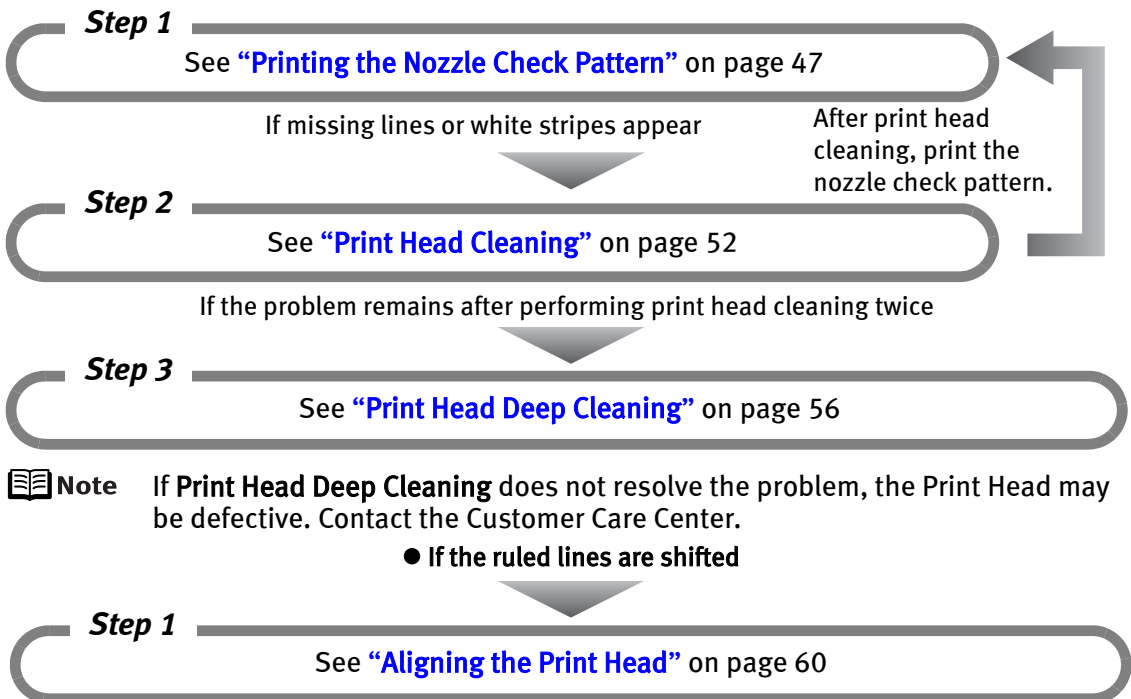 Step 1
See “Printing the Nozzle Check Pattern” on page 47
If missing lines or white stripes appear
After print head
cleaning, print the
nozzle check pattern.
Step 2
See “Print Head Cleaning” on page 52
If the problem remains after performing print head cleaning twice
Step 3
See “Print Head Deep Cleaning” on page 56
Note If Print Head Deep Cleaning does not resolve the problem, the Print Head may
be defective. Contact the Customer Care Center.
● If the ruled lines are shifted
Step 1
See “Aligning the Print Head” on page 60